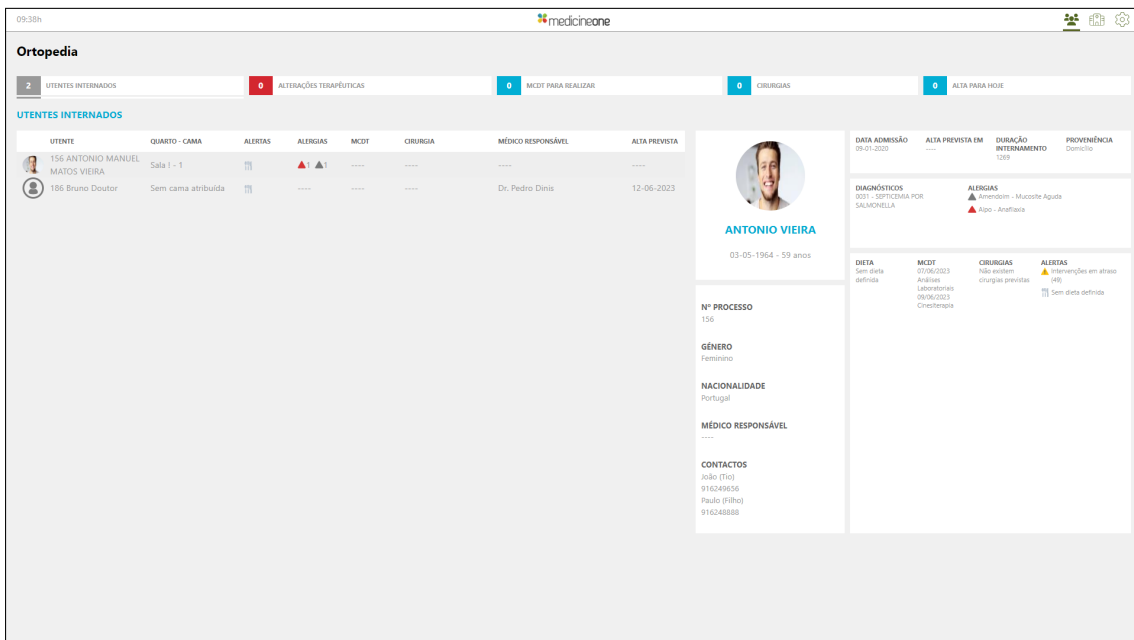 09:38h
medicineone
Ortopedia
2 UTENTES INTERNADOS
0 ALTERAÇÕES TERAPÊUTICAS
0 MCDT PARA REALIZAR
0 CIRURGIAS
0 ALTA PARA HOJE
UTENTES INTERNADOS
UTENTE QUARTO - CAMA ALERTAS ALERGIAS MCDT CIRURGIA MÉDICO RESPONSÁVEL ALTA PREVISTA
156 ANTONIO MANUEL
MATOS VIEIRA
Sala I - 1 1 1 ---- ---- ---- ----
186 Bruno Doutor Sem cama atribuída ---- ---- ---- Dr. Pedro Dinis 12-06-2023
ANTONIO VIEIRA
03-05-1964 - 59 anos
Nº PROCESSO
156
GÉNERO
Feminino
NACIONALIDADE
Portugal
MÉDICO RESPONSÁVEL
----
CONTACTOS
João (Tio)
916249656
Paulo (Filho)
916248888
DATA ADMISSÃO
09-01-2020
ALTA PREVISTA EM
----
DURAÇÃO
INTERNAMENTO
1269
PROVENIÊNCIA
Domicílio
DIAGNÓSTICOS
0031 - SEPTICEMIA POR
SALMONELLA
ALERGIAS
Amendoim - Mucosite Aguda
Aipo - Anafilaxia
DIETA
Sem dieta
definida
MCDT
07/06/2023
Análises
Laboratoriais
09/06/2023
Cinesiterapia
CIRURGIAS
Não existem
cirurgias previstas
ALERTAS
Intervenções em atraso
(49)
Sem dieta definida